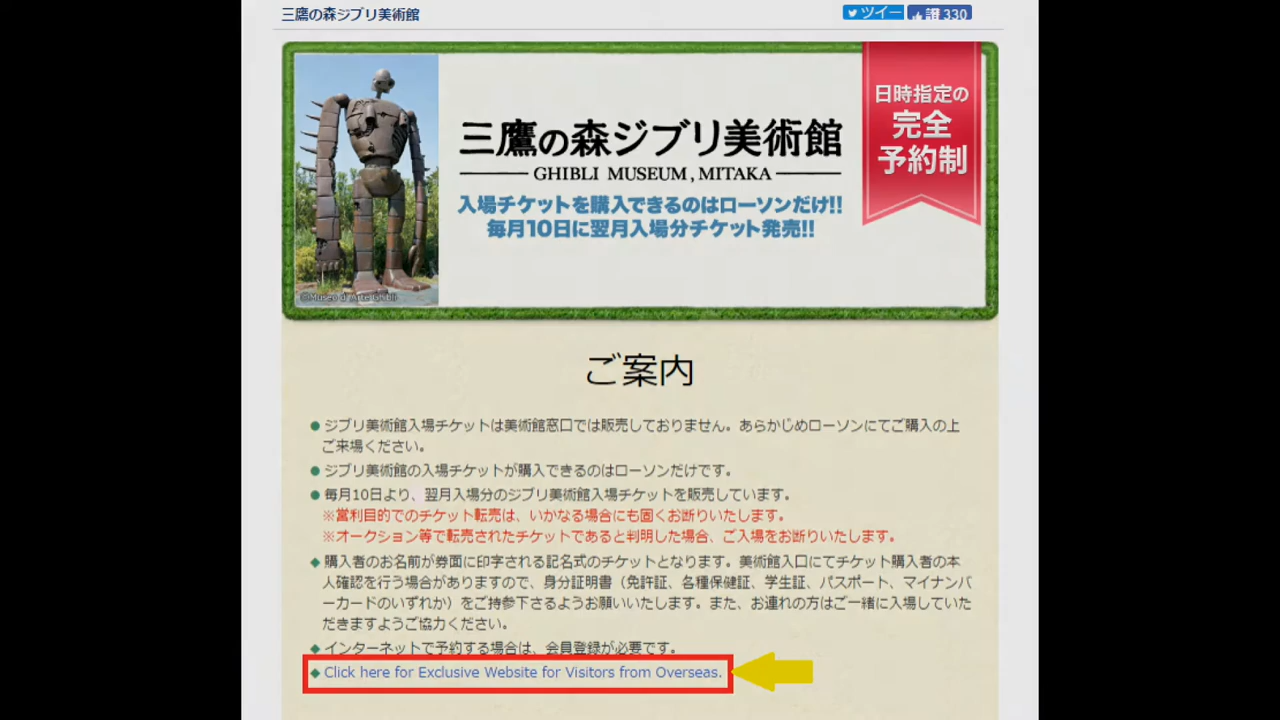 三鷹の森ジブリ美術館
ツイー
330
日時指定の
完全
予約制
三鷹の森ジブリ美術館
GHIBLI MUSEUM, MITAKA
入場チケットを購入できるのはローソンだけ!!
毎月10日に翌月入場分チケット発売!!
©Museo d'Arte Ghibli
ご案内
● ジブリ美術館入場チケットは美術館窓口では販売しておりません。あらかじめローソンにてご購入の上
ご来場ください。
● ジブリ美術館の入場チケットが購入できるのはローソンだけです。
● 毎月10日より、翌月入場分のジブリ美術館入場チケットを販売しています。
※営利目的でのチケット転売は、いかなる場合にも固くお断りいたします。
※オークション等で転売されたチケットであると判明した場合、ご入場をお断りいたします。
◆ 購入者のお名前が券面に印字される記名式のチケットとなります。美術館入口にてチケット購入者の本
人確認を行う場合がありますので、身分証明書（免許証、各種保健証、学生証、パスポート、マイナンバ
ーカードのいずれか）をご持参下さるようお願いいたします。また、お連れの方はご一緒に入場していた
だきますようご協力ください。
◆ インターネットで予約する場合は、会員登録が必要です。
◆ Click here for Exclusive Website for Visitors from Overseas.